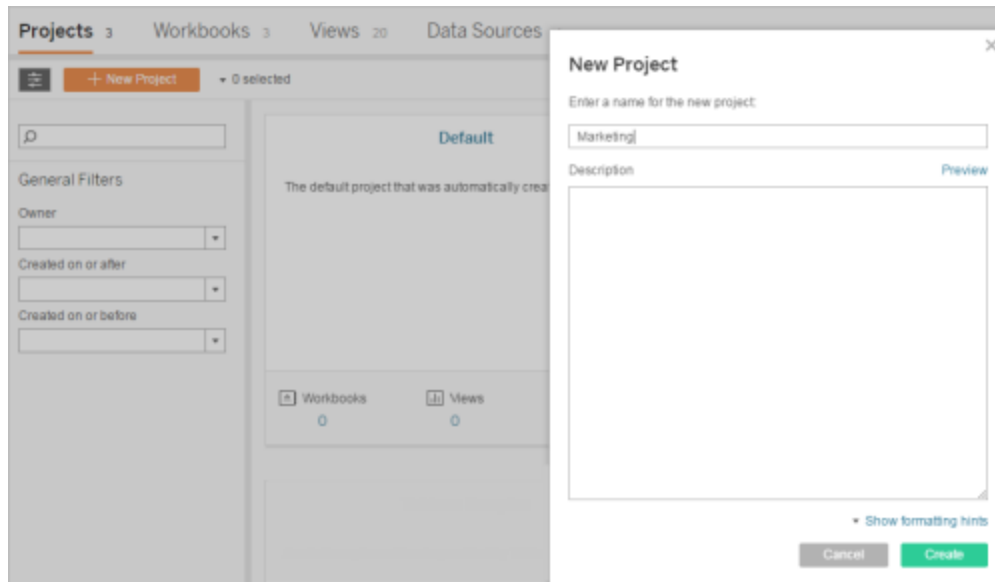 Projects 3 Workbooks 3 Views 20 Data Sources
+ New Project 0 selected
General Filters
Owner
Created on or after
Created on or before
Default
The default project that was automatically crea
Workbooks Views
0 0
New Project
Enter a name for the new project:
Marketing
Description Preview
Show formatting hints
Cancel Create